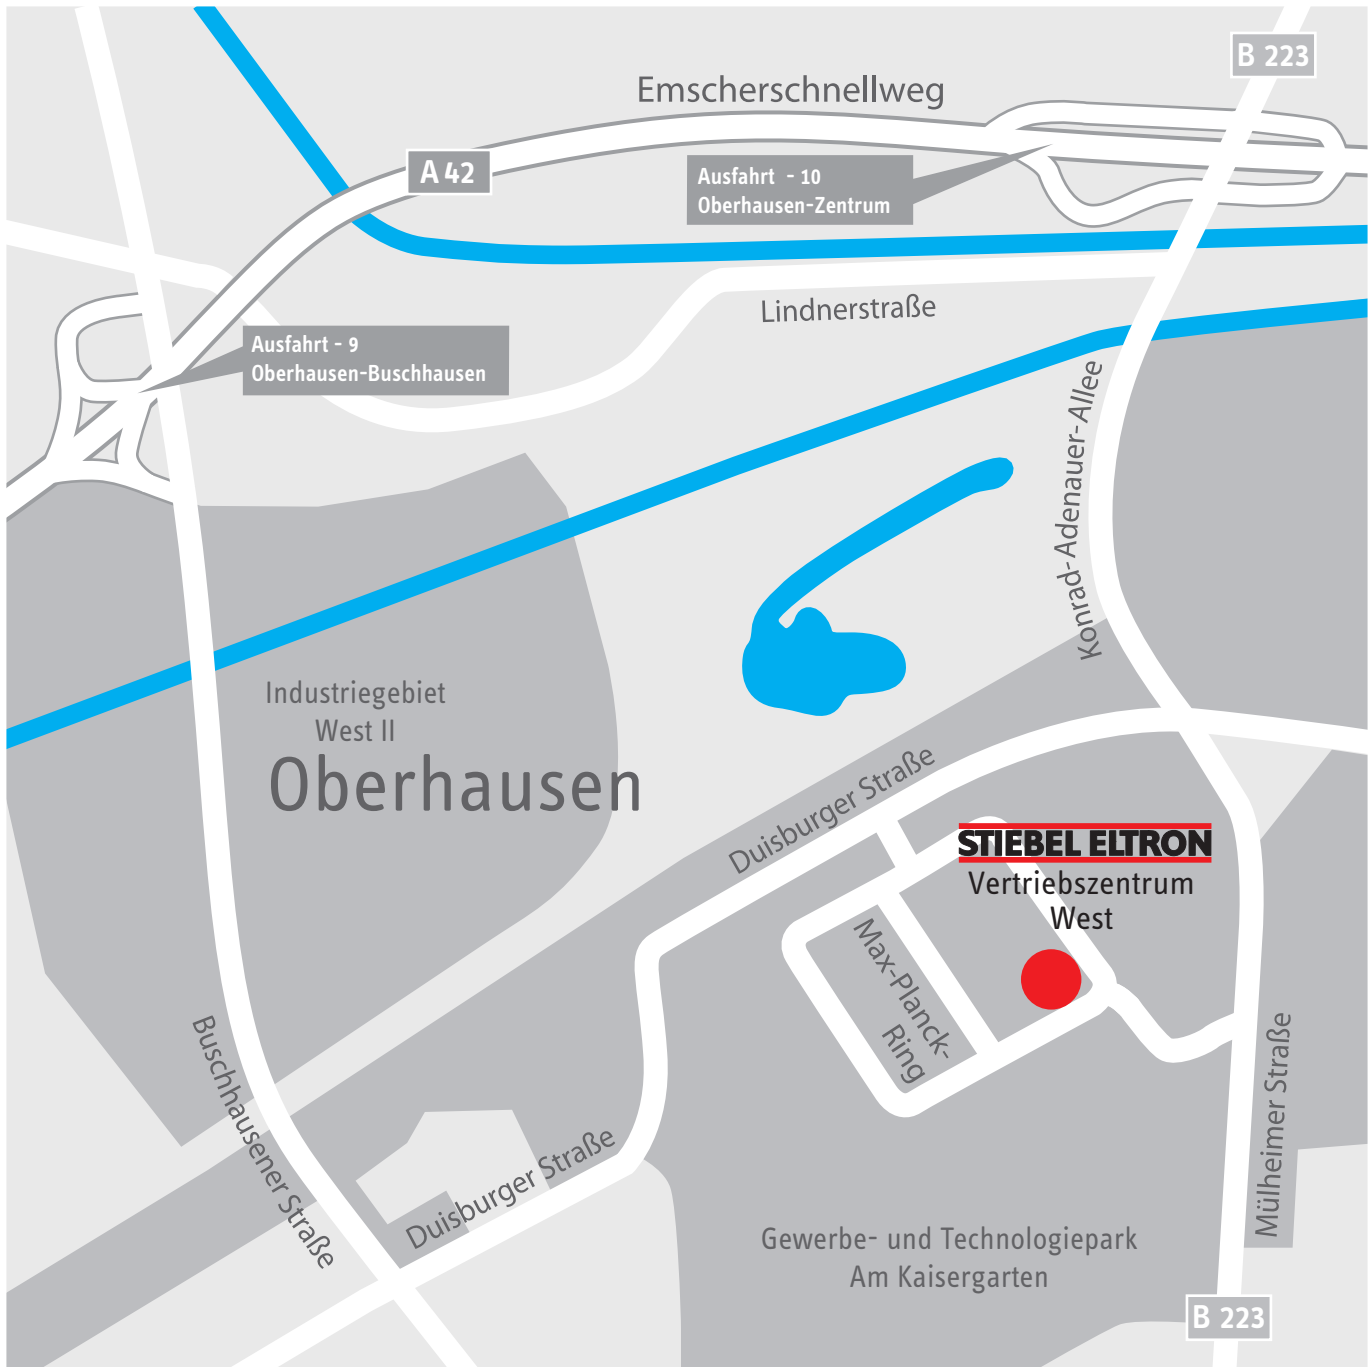 B 223
Emscherschnellweg
A 42
Ausfahrt - 10
Oberhausen-Zentrum
Lindnerstraße
Ausfahrt - 9
Oberhausen-Buschhausen
Konrad-Adenauer-Allee
Industriegebiet
West II
Oberhausen
Duisburger Straße
STIEBEL ELTRON
Vertriebszentrum
West
Max-Planck-
Ring
Buschhausener Straße
Duisburger Straße
Mülheimer Straße
Gewerbe- und Technologiepark
Am Kaisergarten
B 223